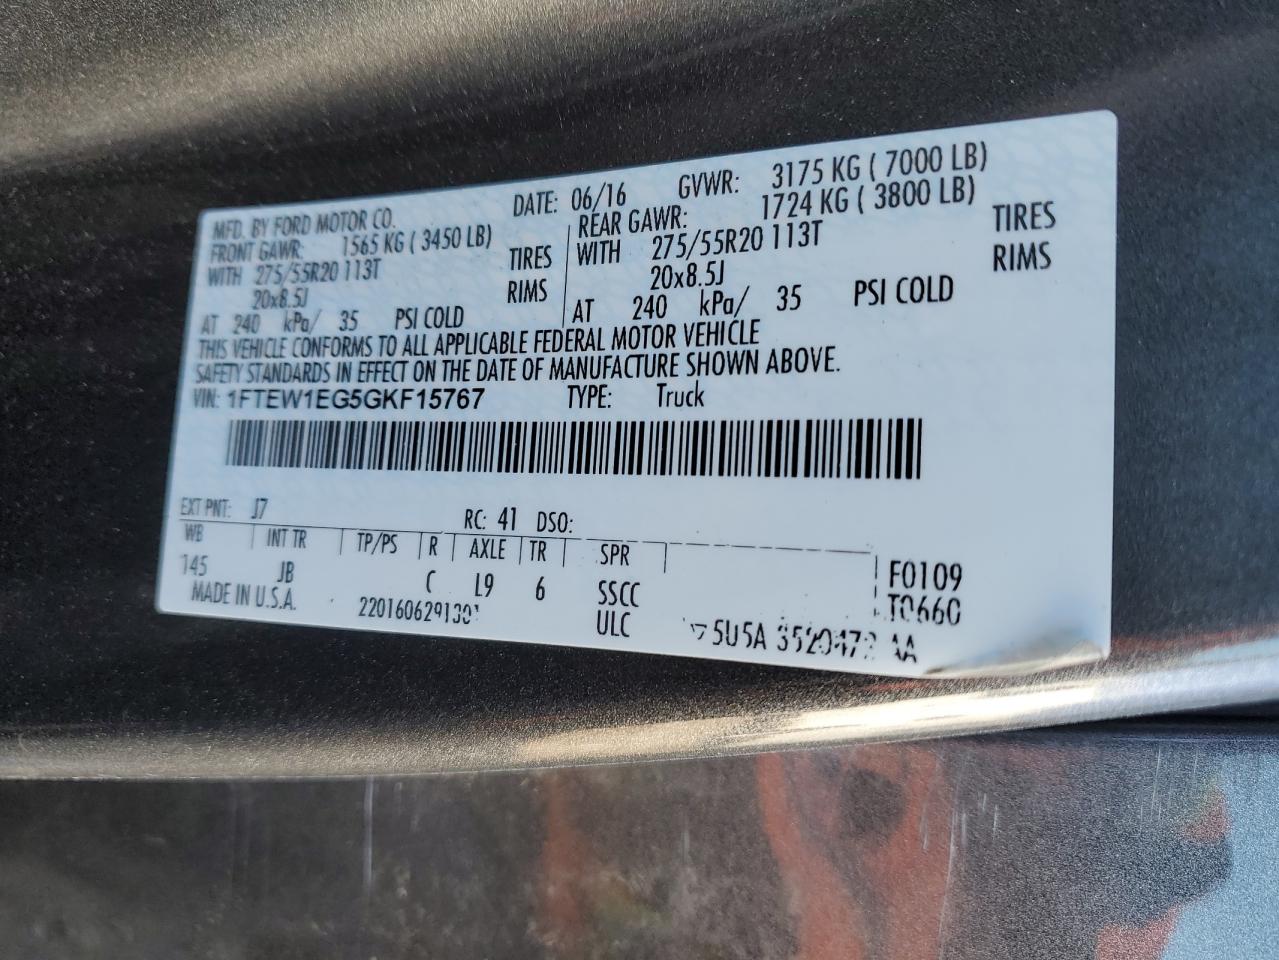 MFD. BY FORD MOTOR CO. DATE: 06/16 GVWR: 3175 KG ( 7000 LB)
FRONT GAWR: 1565 KG ( 3450 LB) REAR GAWR: 1724 KG ( 3800 LB)
WITH 275/55R20 113T TIRES WITH 275/55R20 113T TIRES
20x8.5J RIMS 20x8.5J RIMS
AT 240 kPa/ 35 PSI COLD AT 240 kPa/ 35 PSI COLD
THIS VEHICLE CONFORMS TO ALL APPLICABLE FEDERAL MOTOR VEHICLE
SAFETY STANDARDS IN EFFECT ON THE DATE OF MANUFACTURE SHOWN ABOVE.
VIN: 1FTEW1EG5GKF15767 TYPE: Truck
EXT PNT: J7 RC: 41 DSO:
WB INT TR TP/PS R AXLE TR SPR
145 JB C L9 6 SSCC F0109
MADE IN U.S.A. ULC T0660
5U5A AA